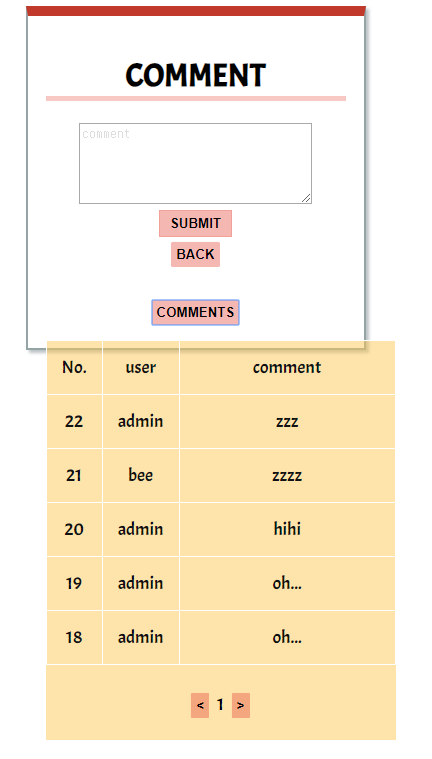 COMMENT
comment
SUBMIT
BACK
COMMENTS
No. user comment
22 admin zzz
21 bee zzzz
20 admin hihi
19 admin oh...
18 admin oh...
< 1 >